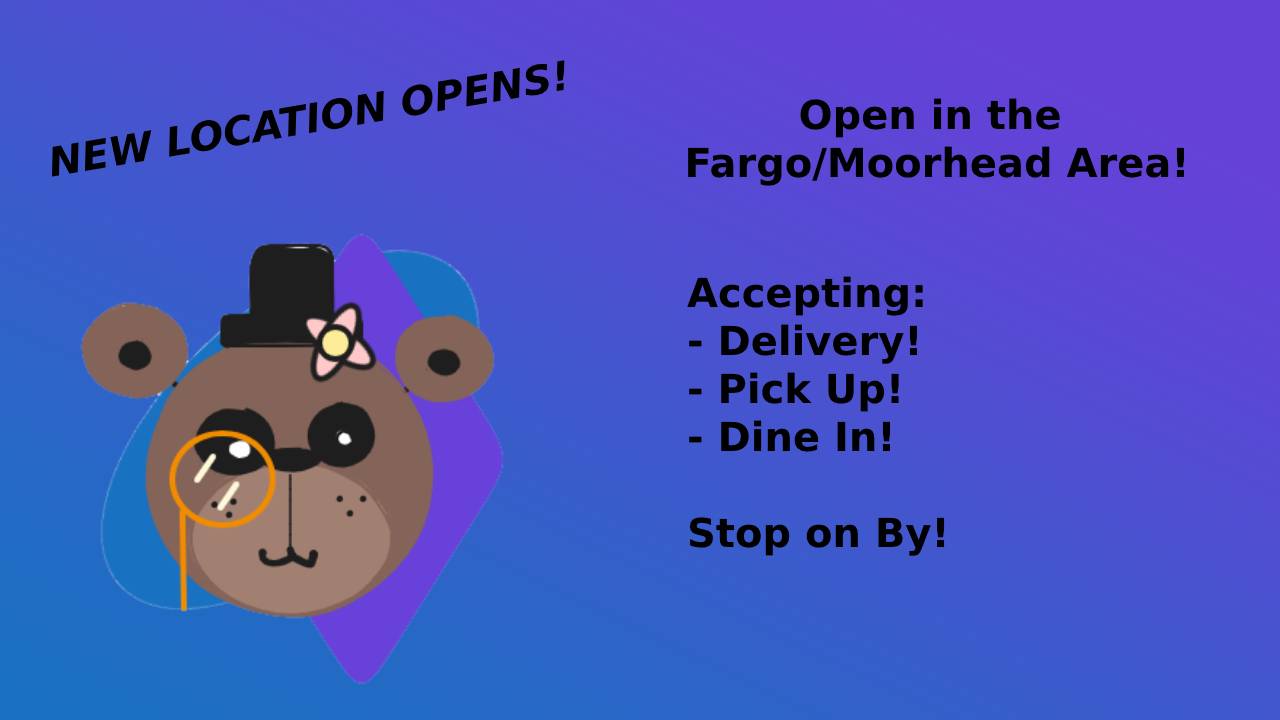 NEW LOCATION OPENS!
Open in the
Fargo/Moorhead Area!
Accepting:
- Delivery!
- Pick Up!
- Dine In!
Stop on By!